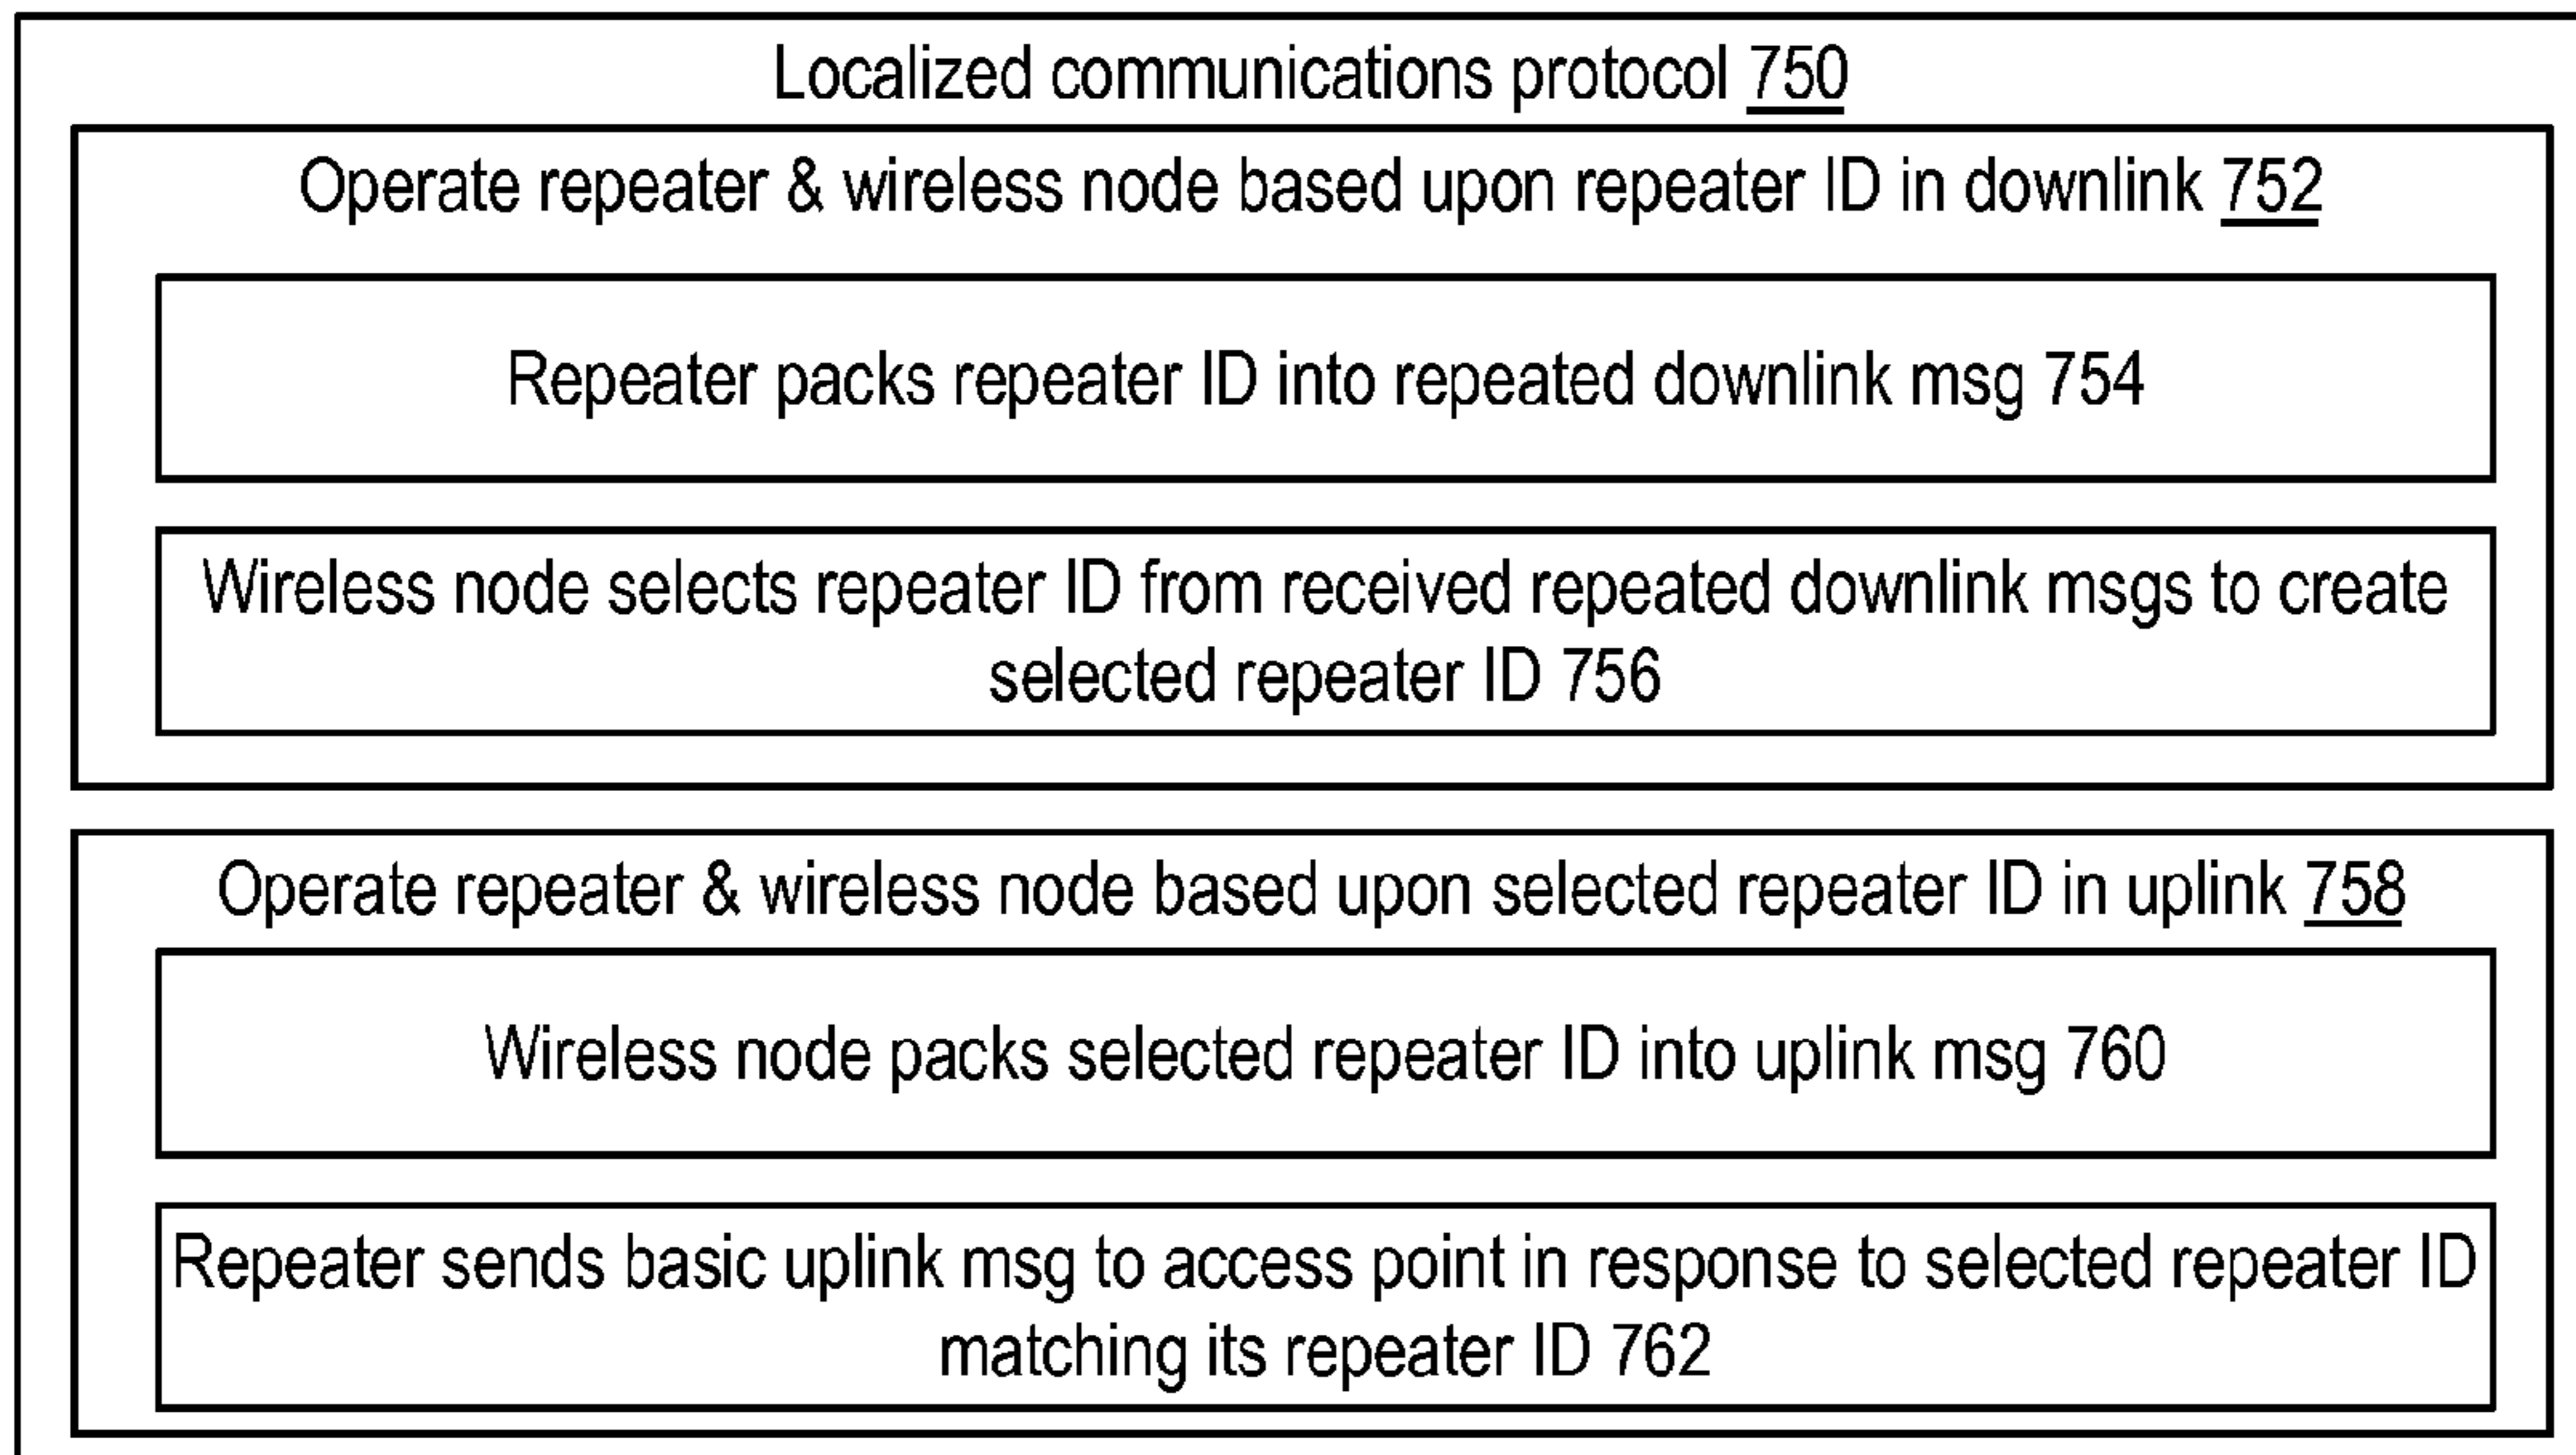 Localized communications protocol 750
Operate repeater & wireless node based upon repeater ID in downlink 752
Repeater packs repeater ID into repeated downlink msg 754
Wireless node selects repeater ID from received repeated downlink msgs to create
selected repeater ID 756
Operate repeater & wireless node based upon selected repeater ID in uplink 758
Wireless node packs selected repeater ID into uplink msg 760
Repeater sends basic uplink msg to access point in response to selected repeater ID
matching its repeater ID 762